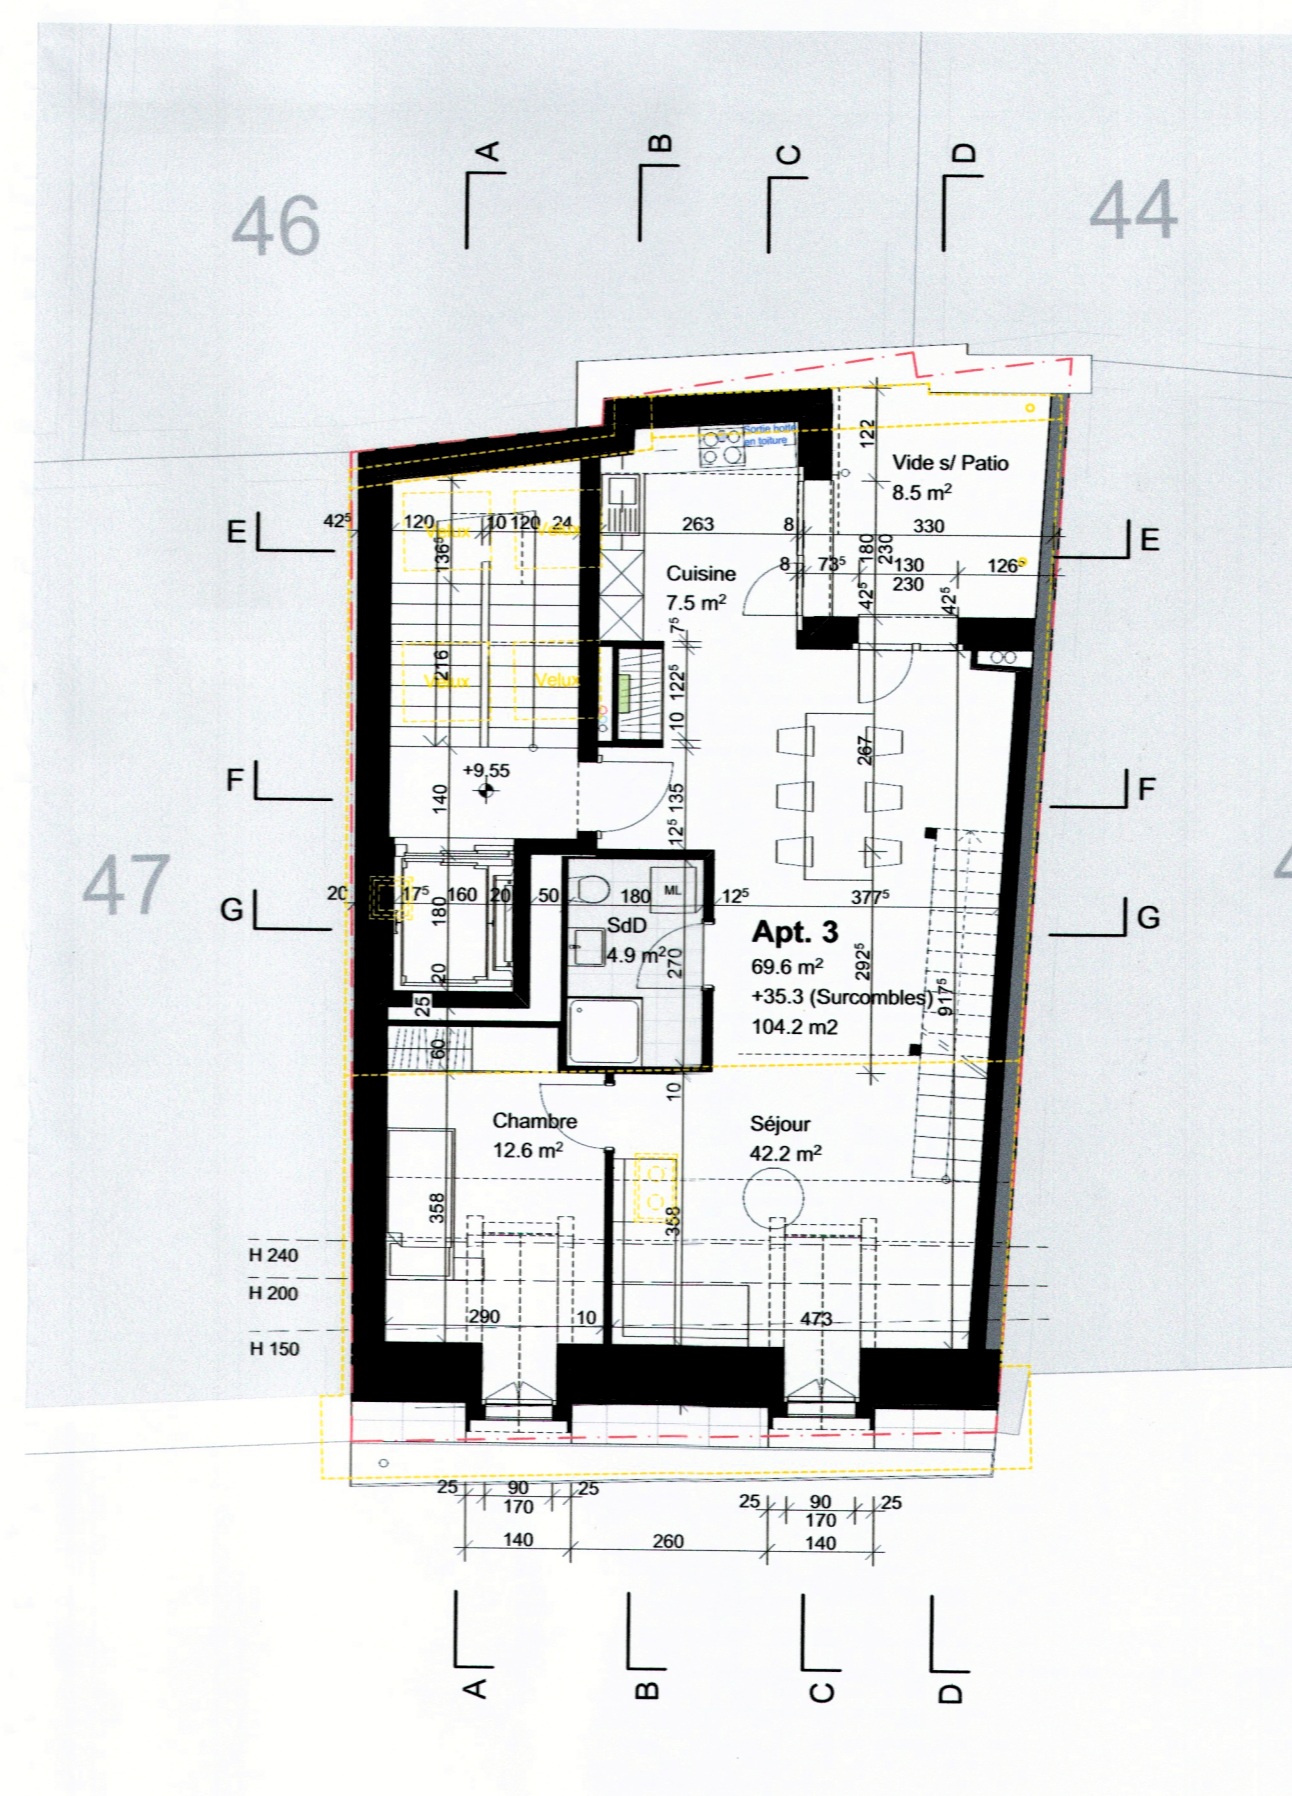 A
B
C
D
46
44
Sortie hotte
en toiture
122
Vide s/ Patio
8.5 m²
E
42⁵
120
Velux
10
120
24
Velux
263
8
330
E
136⁵
180
230
Cuisine
7.5 m²
8
73⁵
130
230
126⁵
42⁵
42⁵
7⁵
216
Velux
Velux
122⁵
10
267
F
+9,55
F
140
135
12⁵
47
G
20
17⁵
160
20
50
180
ML
12⁵
377⁵
G
180
SdD
4.9 m²
270
Apt. 3
69.6 m²
+35.3 (Surcombles)
104.2 m2
292⁵
917⁵
20
25
60
10
Chambre
12.6 m²
Séjour
42.2 m²
358
358
H 240
H 200
H 150
290
10
473
25
90
25
170
140
260
25
90
25
170
140
A
B
C
D